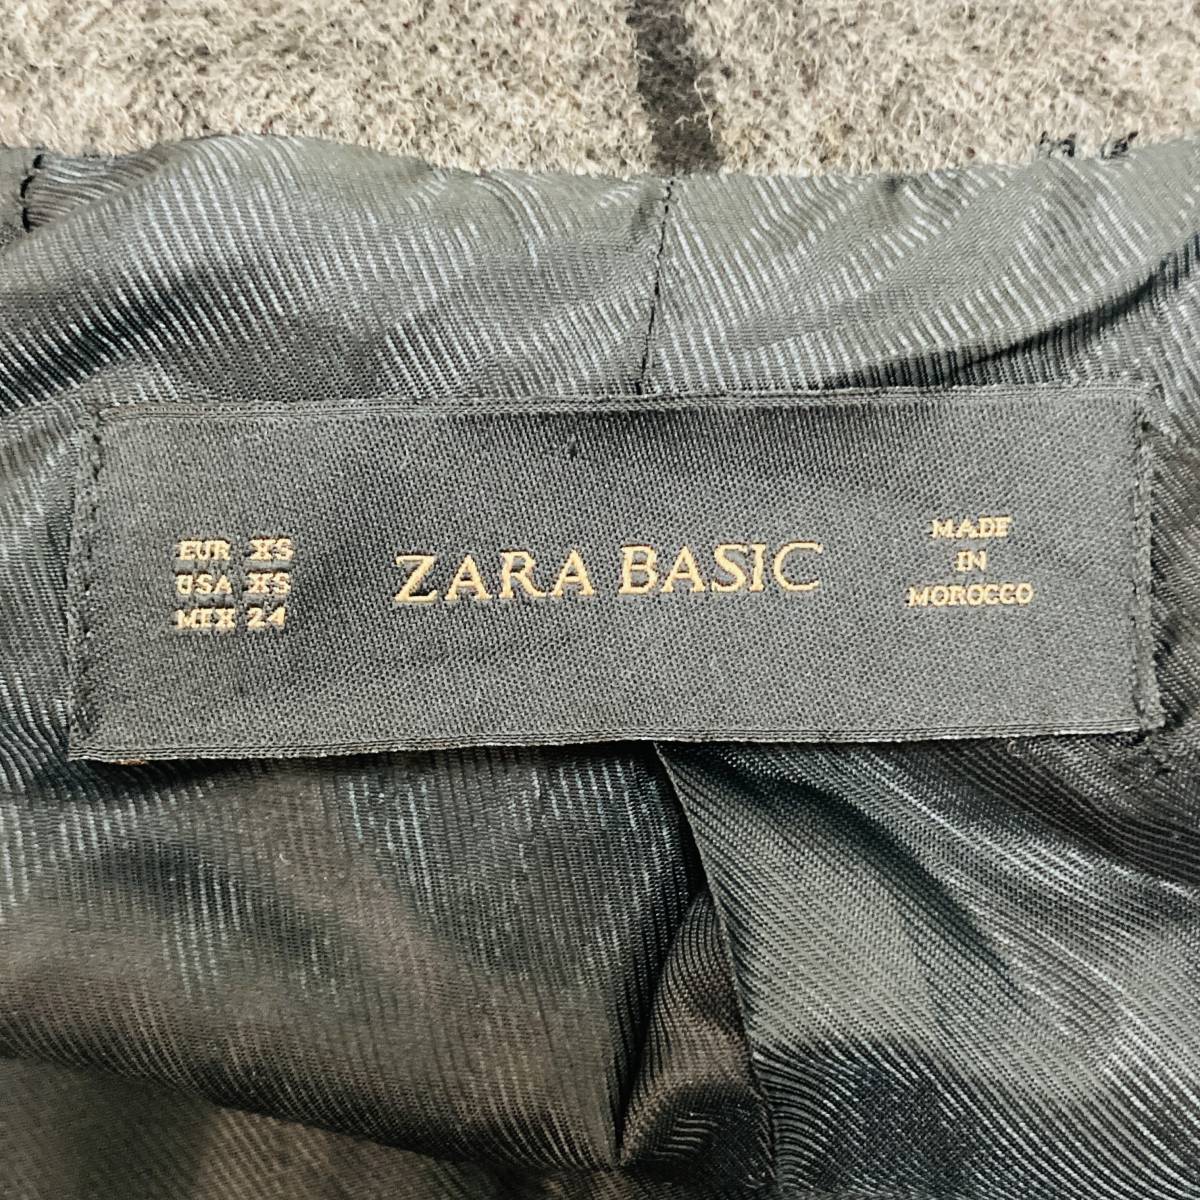 EUR XS
USA XS
MEX 24
ZARA BASIC
MADE
IN
MOROCCO